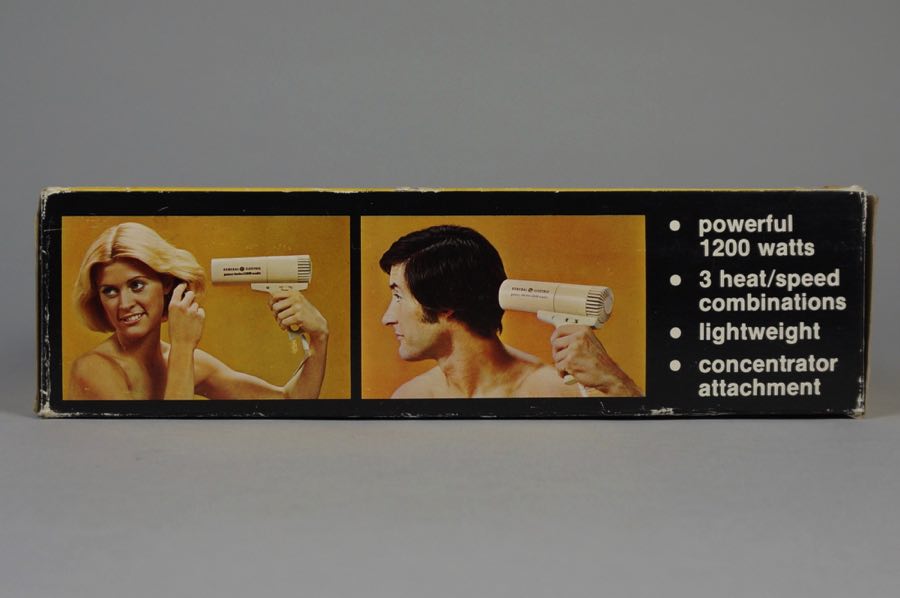 GENERAL ELECTRIC
GENERAL ELECTRIC
• powerful
1200 watts
• 3 heat/speed
combinations
• lightweight
• concentrator
attachment